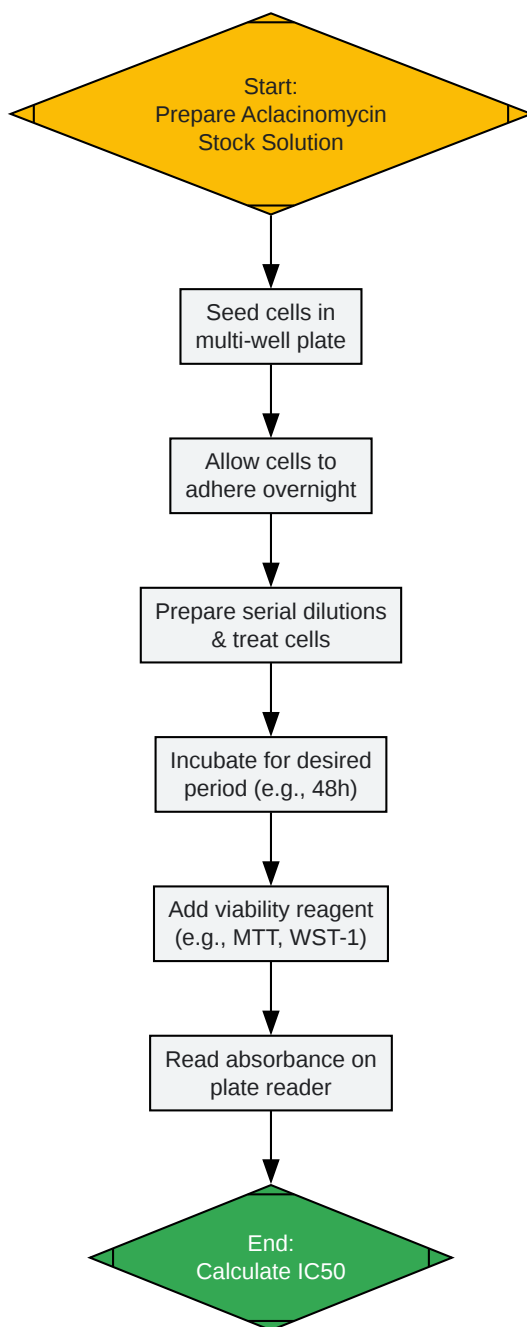 Start:
Prepare Aclacinomycin
Stock Solution
Seed cells in
multi-well plate
Allow cells to
adhere overnight
Prepare serial dilutions
& treat cells
Incubate for desired
period (e.g., 48h)
Add viability reagent
(e.g., MTT, WST-1)
Read absorbance on
plate reader
End:
Calculate IC50